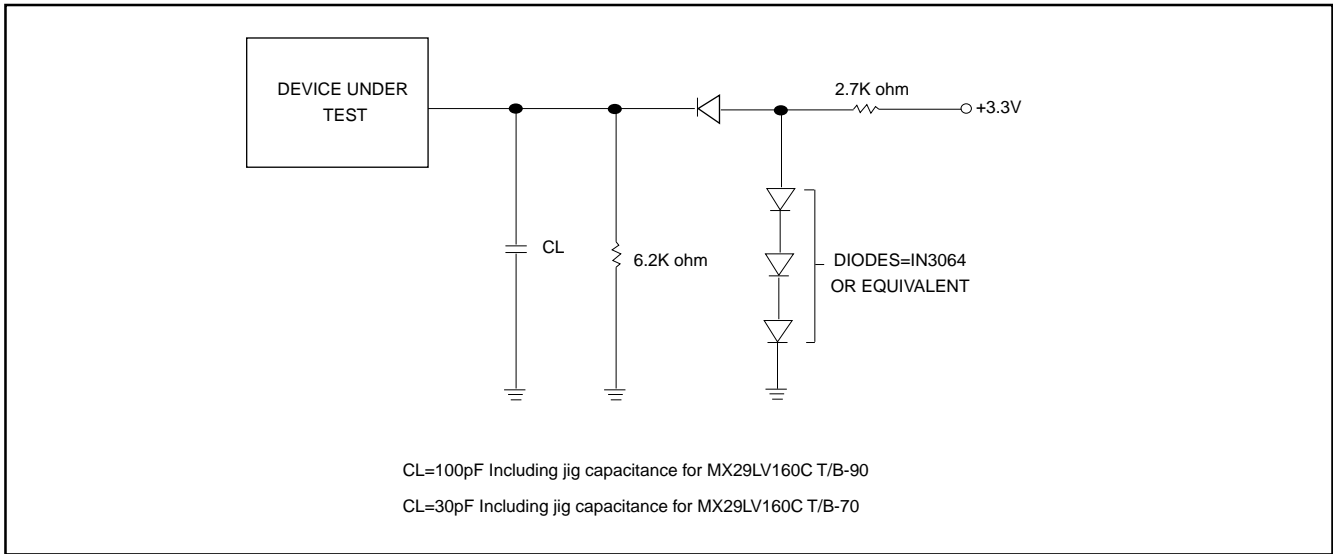 DEVICE UNDER
TEST
2.7K ohm
+3.3V
CL
6.2K ohm
DIODES=IN3064
OR EQUIVALENT
CL=100pF Including jig capacitance for MX29LV160C T/B-90
CL=30pF Including jig capacitance for MX29LV160C T/B-70